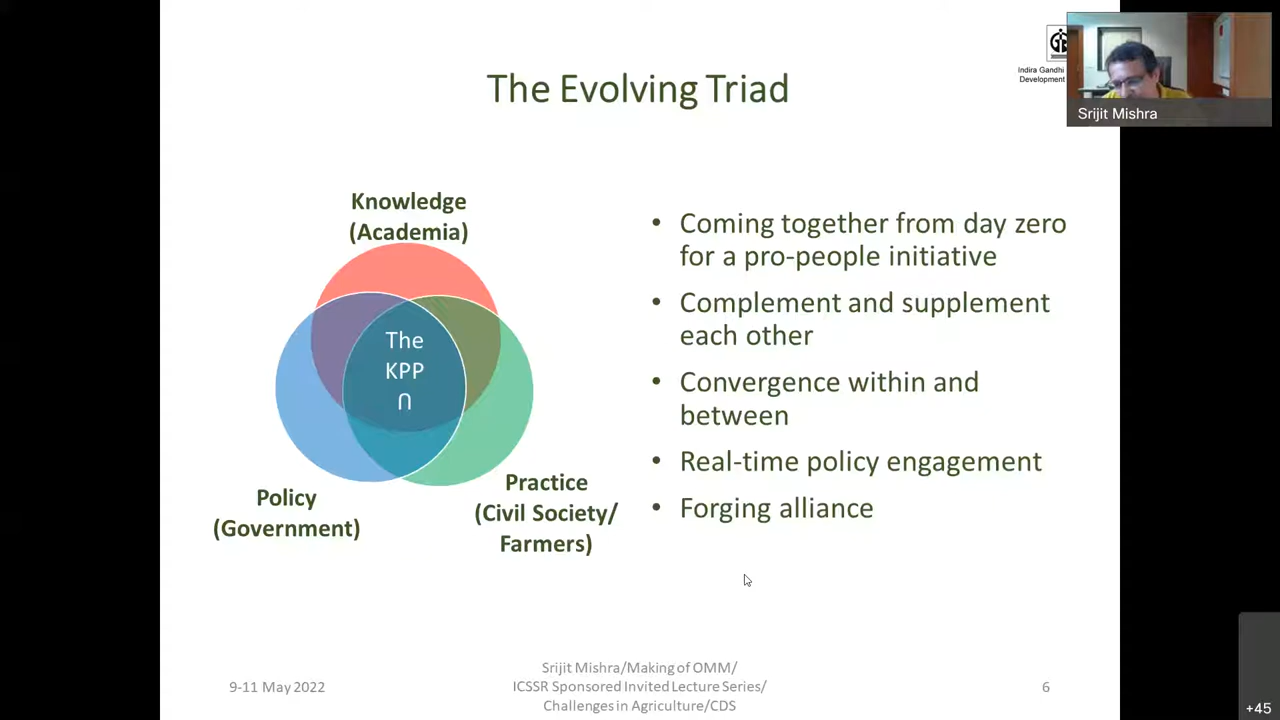 The Evolving Triad
Indira Gandhi
Development
Srijit Mishra
Knowledge
(Academia)
The
KPP
∩
Policy
(Government)
Practice
(Civil Society/
Farmers)
• Coming together from day zero
for a pro-people initiative
• Complement and supplement
each other
• Convergence within and
between
• Real-time policy engagement
• Forging alliance
9-11 May 2022
Srijit Mishra/Making of OMM/
ICSSR Sponsored Invited Lecture Series/
Challenges in Agriculture/CDS
6
+45